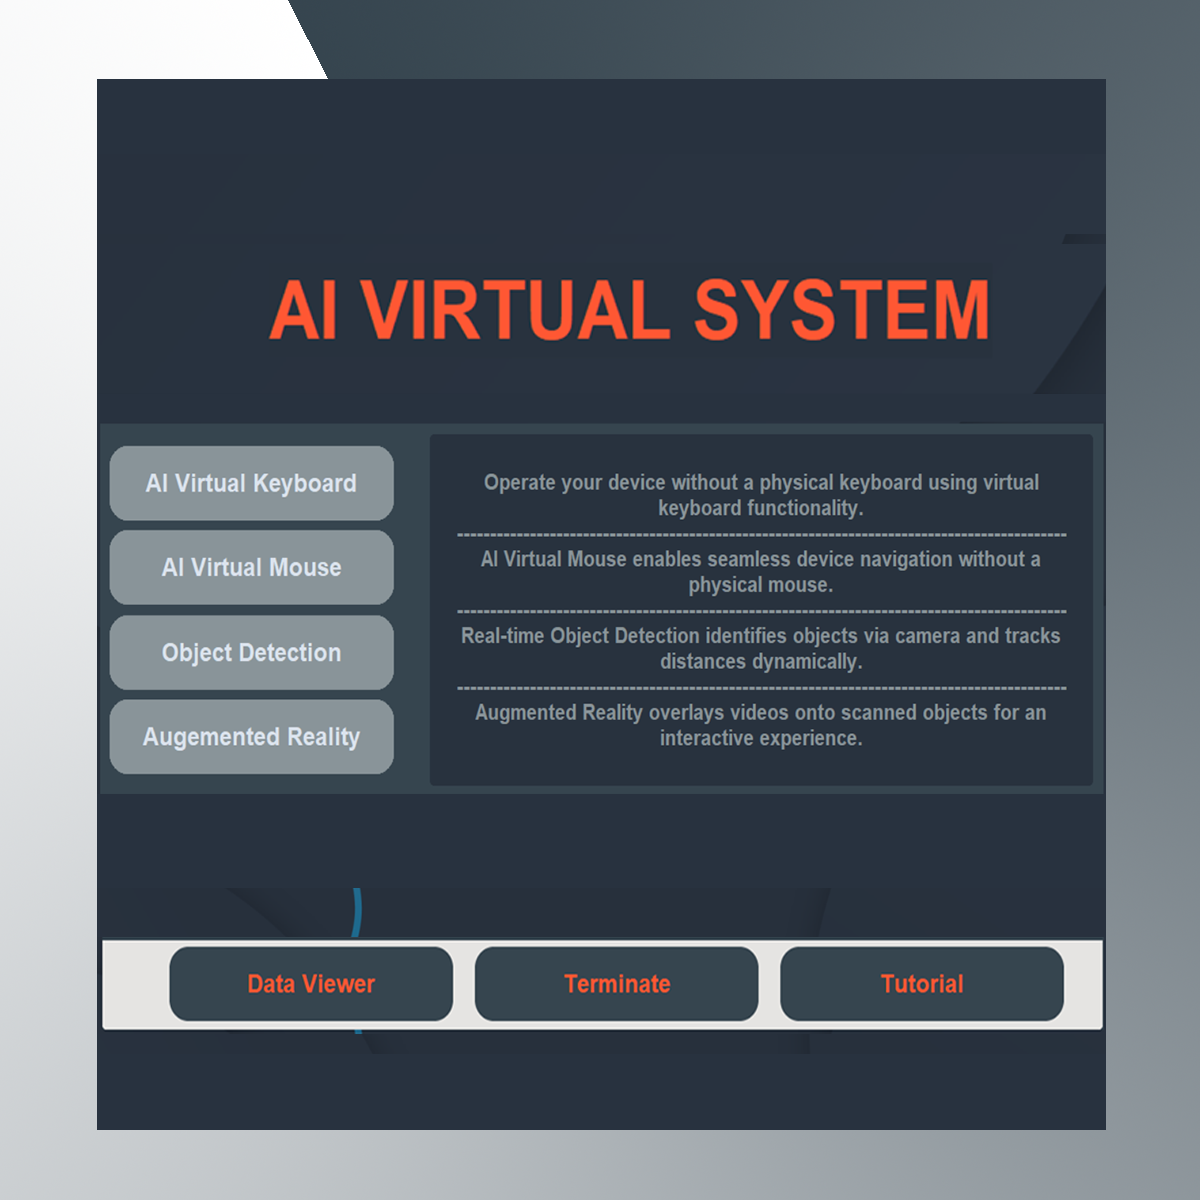 AI VIRTUAL SYSTEM
AI Virtual Keyboard
AI Virtual Mouse
Object Detection
Augemented Reality
Operate your device without a physical keyboard using virtual
keyboard functionality.
--------------------------------------------------------------------------------
AI Virtual Mouse enables seamless device navigation without a
physical mouse.
--------------------------------------------------------------------------------
Real-time Object Detection identifies objects via camera and tracks
distances dynamically.
--------------------------------------------------------------------------------
Augmented Reality overlays videos onto scanned objects for an
interactive experience.
Data Viewer
Terminate
Tutorial